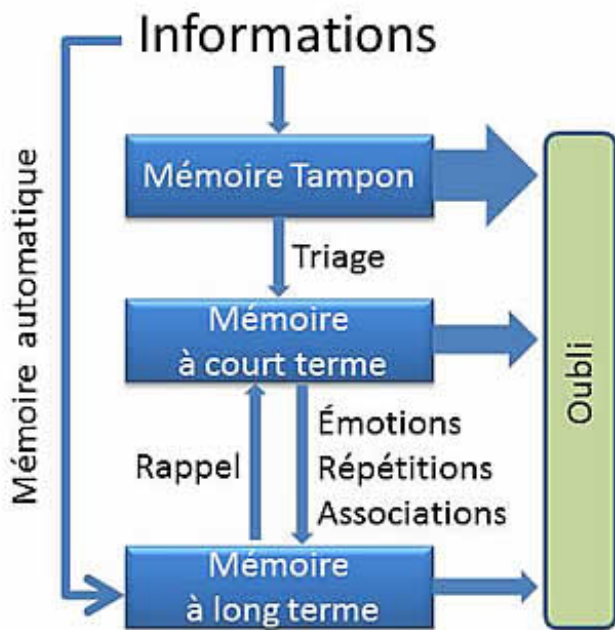 Informations
Mémoire automatique
Mémoire Tampon
Triage
Mémoire
à court terme
Rappel
Émotions
Répétitions
Associations
Mémoire
à long terme
Oubli